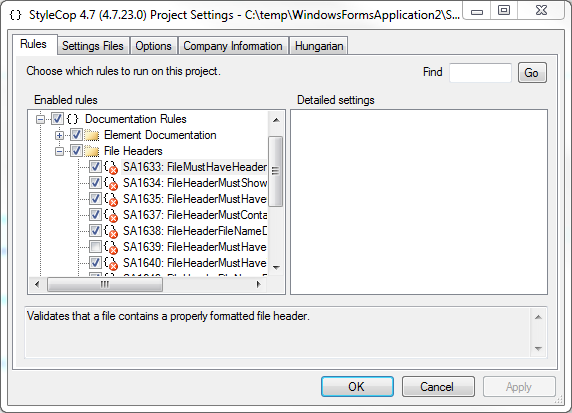 {} StyleCop 4.7 (4.7.23.0) Project Settings - C:\temp\WindowsFormsApplication2\S...
Rules Settings Files Options Company Information Hungarian
Choose which rules to run on this project. Find Go
Enabled rules Detailed settings
{} Documentation Rules
Element Documentation
File Headers
SA1633: FileMustHaveHeader
SA1634: FileHeaderMustShow
SA1635: FileHeaderMustHave
SA1637: FileHeaderMustConta
SA1638: FileHeaderFileNameD
SA1639: FileHeaderMustHave
SA1640: FileHeaderMustHave
Validates that a file contains a properly formatted file header.
OK Cancel Apply